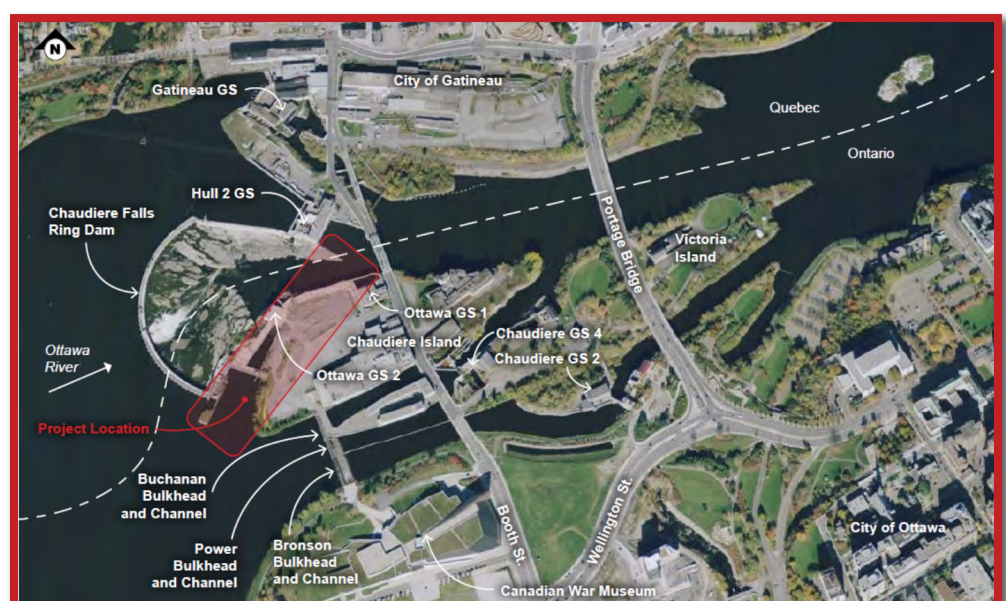 N
Gatineau GS
City of Gatineau
Quebec
Ontario
Hull 2 GS
Chaudiere Falls
Ring Dam
Portage Bridge
Victoria
Island
Ottawa GS 1
Chaudiere Island
Chaudiere GS 4
Chaudiere GS 2
Ottawa
River
Ottawa GS 2
Project Location
Buchanan
Bulkhead
and Channel
Power
Bulkhead
and Channel
Bronson
Bulkhead
and Channel
Booth St.
Wellington St.
City of Ottawa
Canadian War Museum